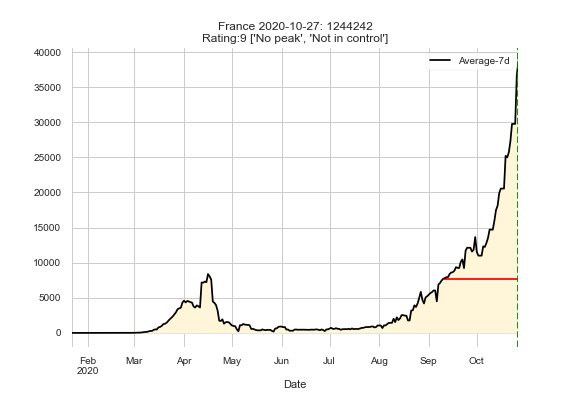 France 2020-10-27: 1244242
Rating:9 ['No peak', 'Not in control']
40000
35000
30000
25000
20000
15000
10000
5000
0
Average-7d
Feb Mar Apr May Jun Jul Aug Sep Oct
2020
Date